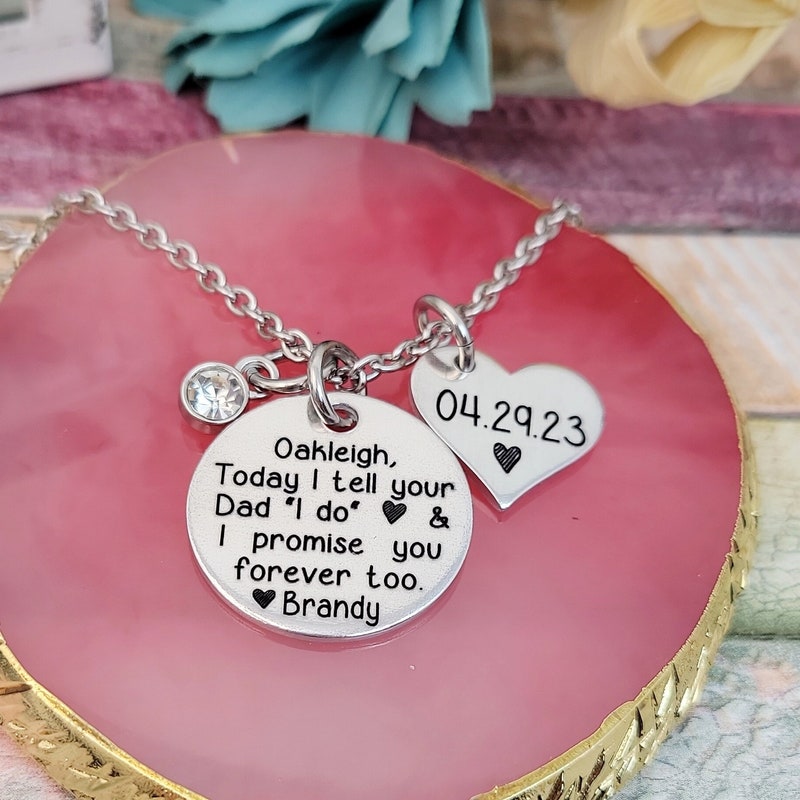 Oakleigh,
Today I tell your
Dad "I do" ♥ &
I promise you
forever too.
♥Brandy
04.29.23
♥